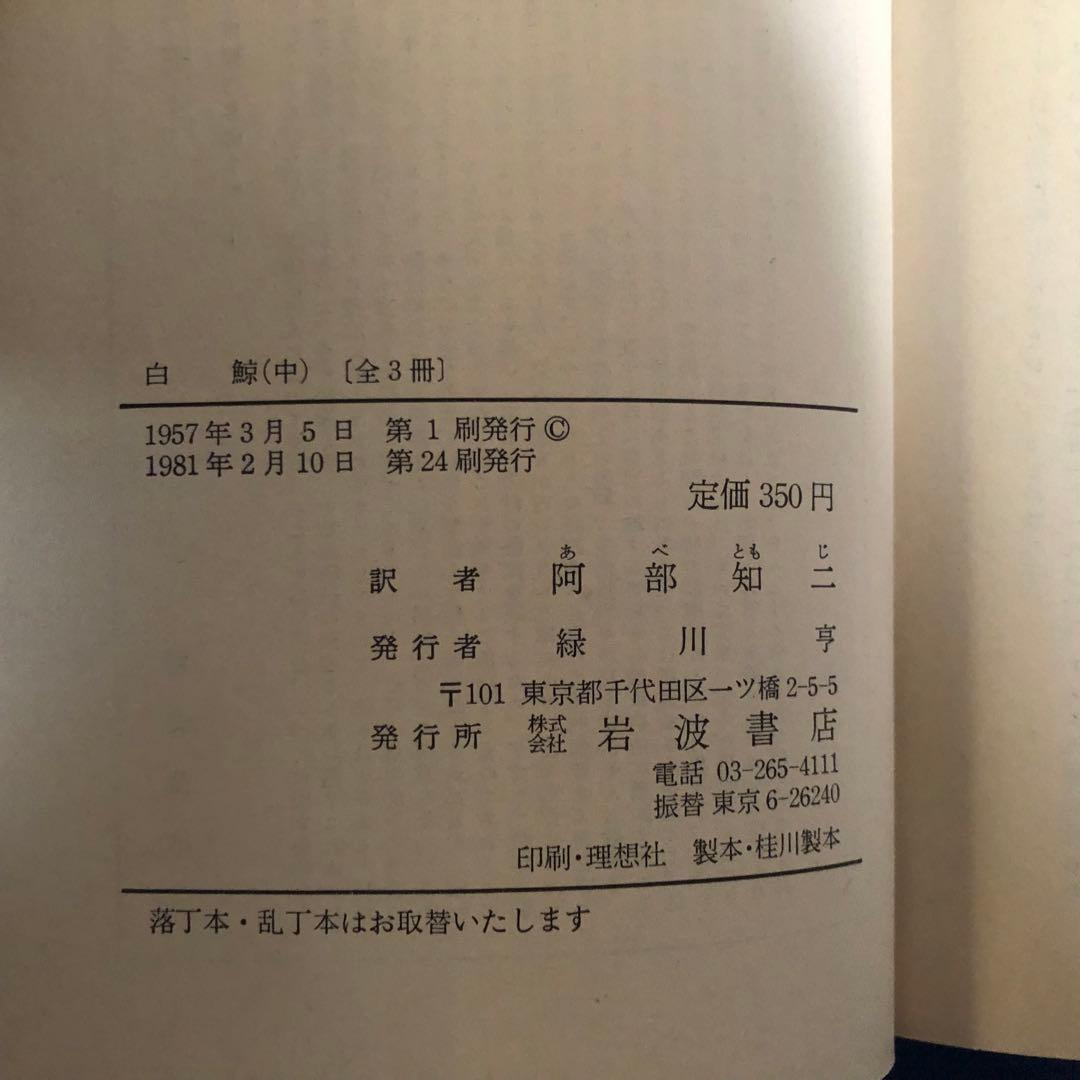 白　鯨(中)〔全3冊〕
1957年3月5日　第1刷発行©
1981年2月10日　第24刷発行
定価350円
あ べ とも じ
訳者　阿部知二
発行者　緑川亨
〒101 東京都千代田区一ツ橋2-5-5
発行所　株式会社　岩波書店
電話 03-265-4111
振替 東京6-26240
印刷・理想社　製本・桂川製本
落丁本・乱丁本はお取替いたします